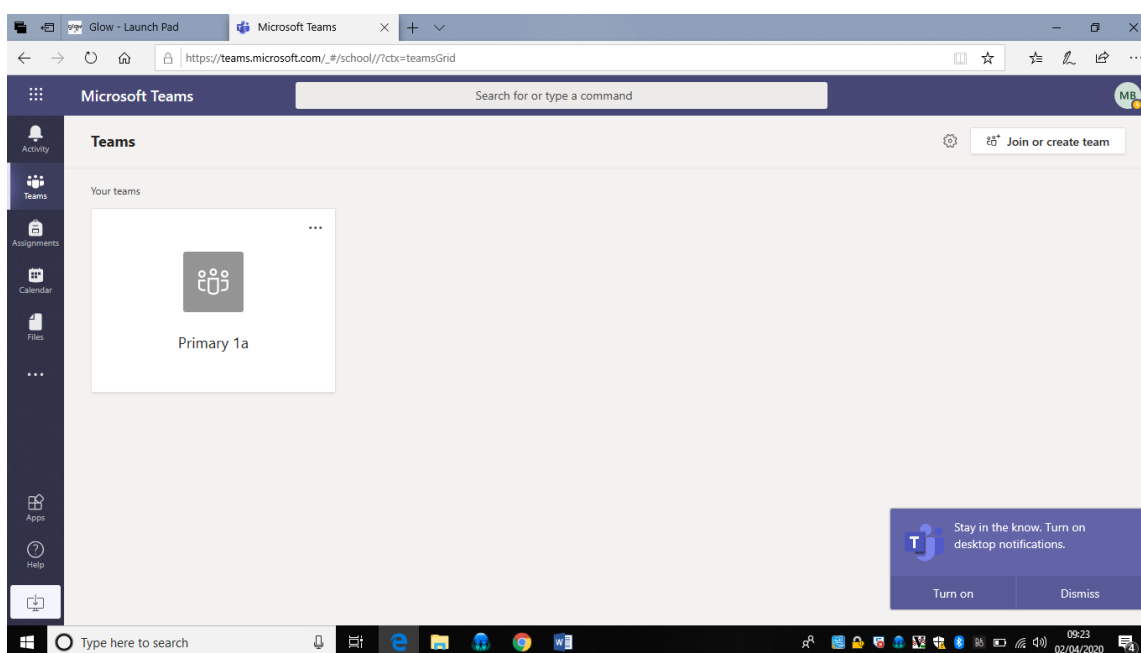 Glow - Launch Pad
Microsoft Teams
https://teams.microsoft.com/_#/school//?ctx=teamsGrid
Microsoft Teams
Search for or type a command
MB
Activity
Teams
Join or create team
Teams
Your teams
Assignments
Calendar
Primary 1a
Files
Apps
Stay in the know. Turn on
desktop notifications.
T
Help
Turn on
Dismiss
Type here to search
09:23
02/04/2020
4